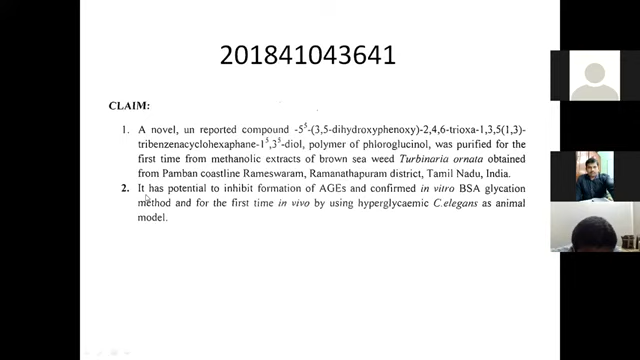 201841043641
CLAIM:
1. A novel, un reported compound -5⁵-(3,5-dihydroxyphenoxy)-2,4,6-trioxa-1,3,5(1,3)-
tribenzenacyclohexaphane-1⁵,3⁵-diol, polymer of phloroglucinol, was purified for the
first time from methanolic extracts of brown sea weed Turbinaria ornata obtained
from Pamban coastline Rameswaram, Ramanathapuram district, Tamil Nadu, India.
2. It has potential to inhibit formation of AGEs and confirmed in vitro BSA glycation
method and for the first time in vivo by using hyperglycaemic C.elegans as animal
model.